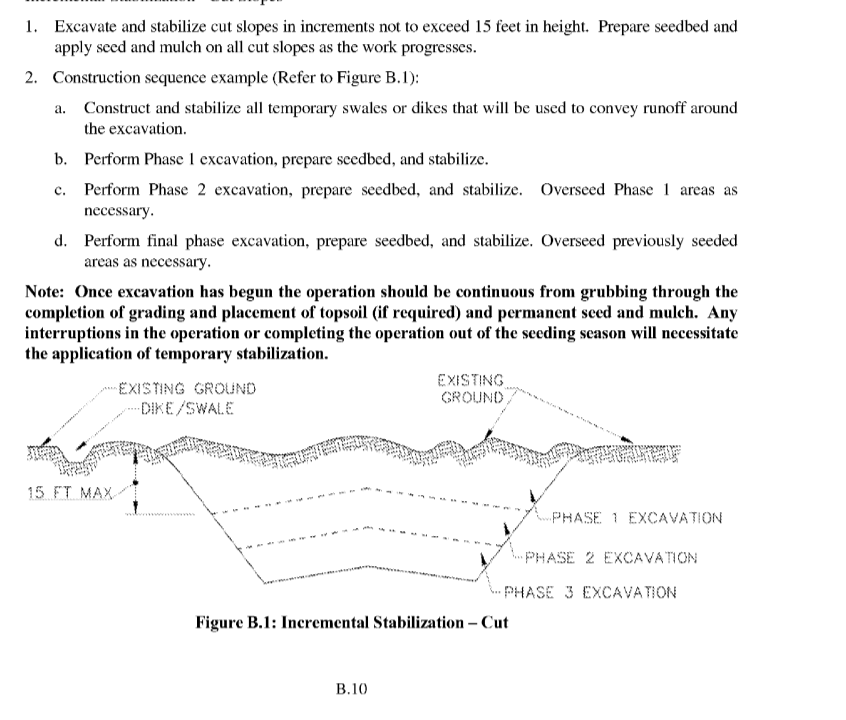 1. Excavate and stabilize cut slopes in increments not to exceed 15 feet in height. Prepare seedbed and
apply seed and mulch on all cut slopes as the work progresses.
2. Construction sequence example (Refer to Figure B.1):
a. Construct and stabilize all temporary swales or dikes that will be used to convey runoff around
the excavation.
b. Perform Phase 1 excavation, prepare seedbed, and stabilize.
c. Perform Phase 2 excavation, prepare seedbed, and stabilize. Overseed Phase 1 areas as
necessary.
d. Perform final phase excavation, prepare seedbed, and stabilize. Overseed previously seeded
areas as necessary.
Note: Once excavation has begun the operation should be continuous from grubbing through the
completion of grading and placement of topsoil (if required) and permanent seed and mulch. Any
interruptions in the operation or completing the operation out of the seeding season will necessitate
the application of temporary stabilization.
EXISTING GROUND
DIKE/SWALE
EXISTING
GROUND
15 FT MAX
PHASE 1 EXCAVATION
PHASE 2 EXCAVATION
PHASE 3 EXCAVATION
Figure B.1: Incremental Stabilization – Cut
B.10